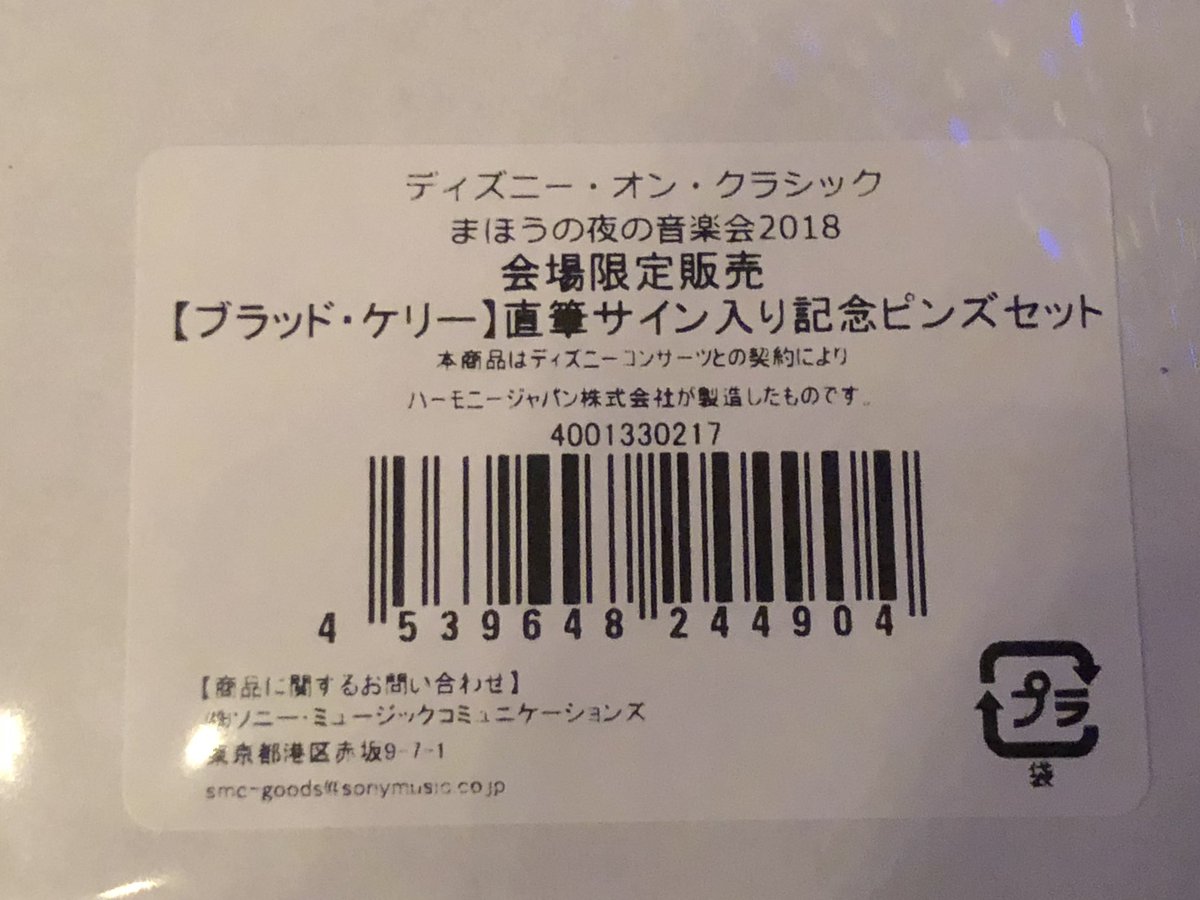 ディズニー・オン・クラシック
まほうの夜の音楽会2018
会場限定販売
【ブラッド・ケリー】直筆サイン入り記念ピンズセット
本商品はディズニーコンサーツとの契約により
ハーモニージャパン株式会社が製造したものです。
4001330217
4 539648 244904
【商品に関するお問い合わせ】
㈱ソニー・ミュージックコミュニケーションズ
東京都港区赤坂9-7-1
smc-goods@sonymusic.co.jp
プラ
袋